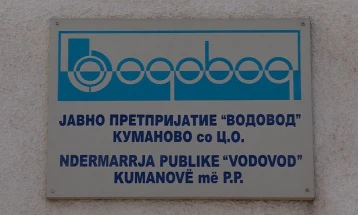 водовод
ЈАВНО ПРЕТПРИЈАТИЕ "ВОДОВОД"
КУМАНОВО со Ц.О.
NDERMARRJA PUBLIKE "VODOVOD"
KUMANOVË më P.P.